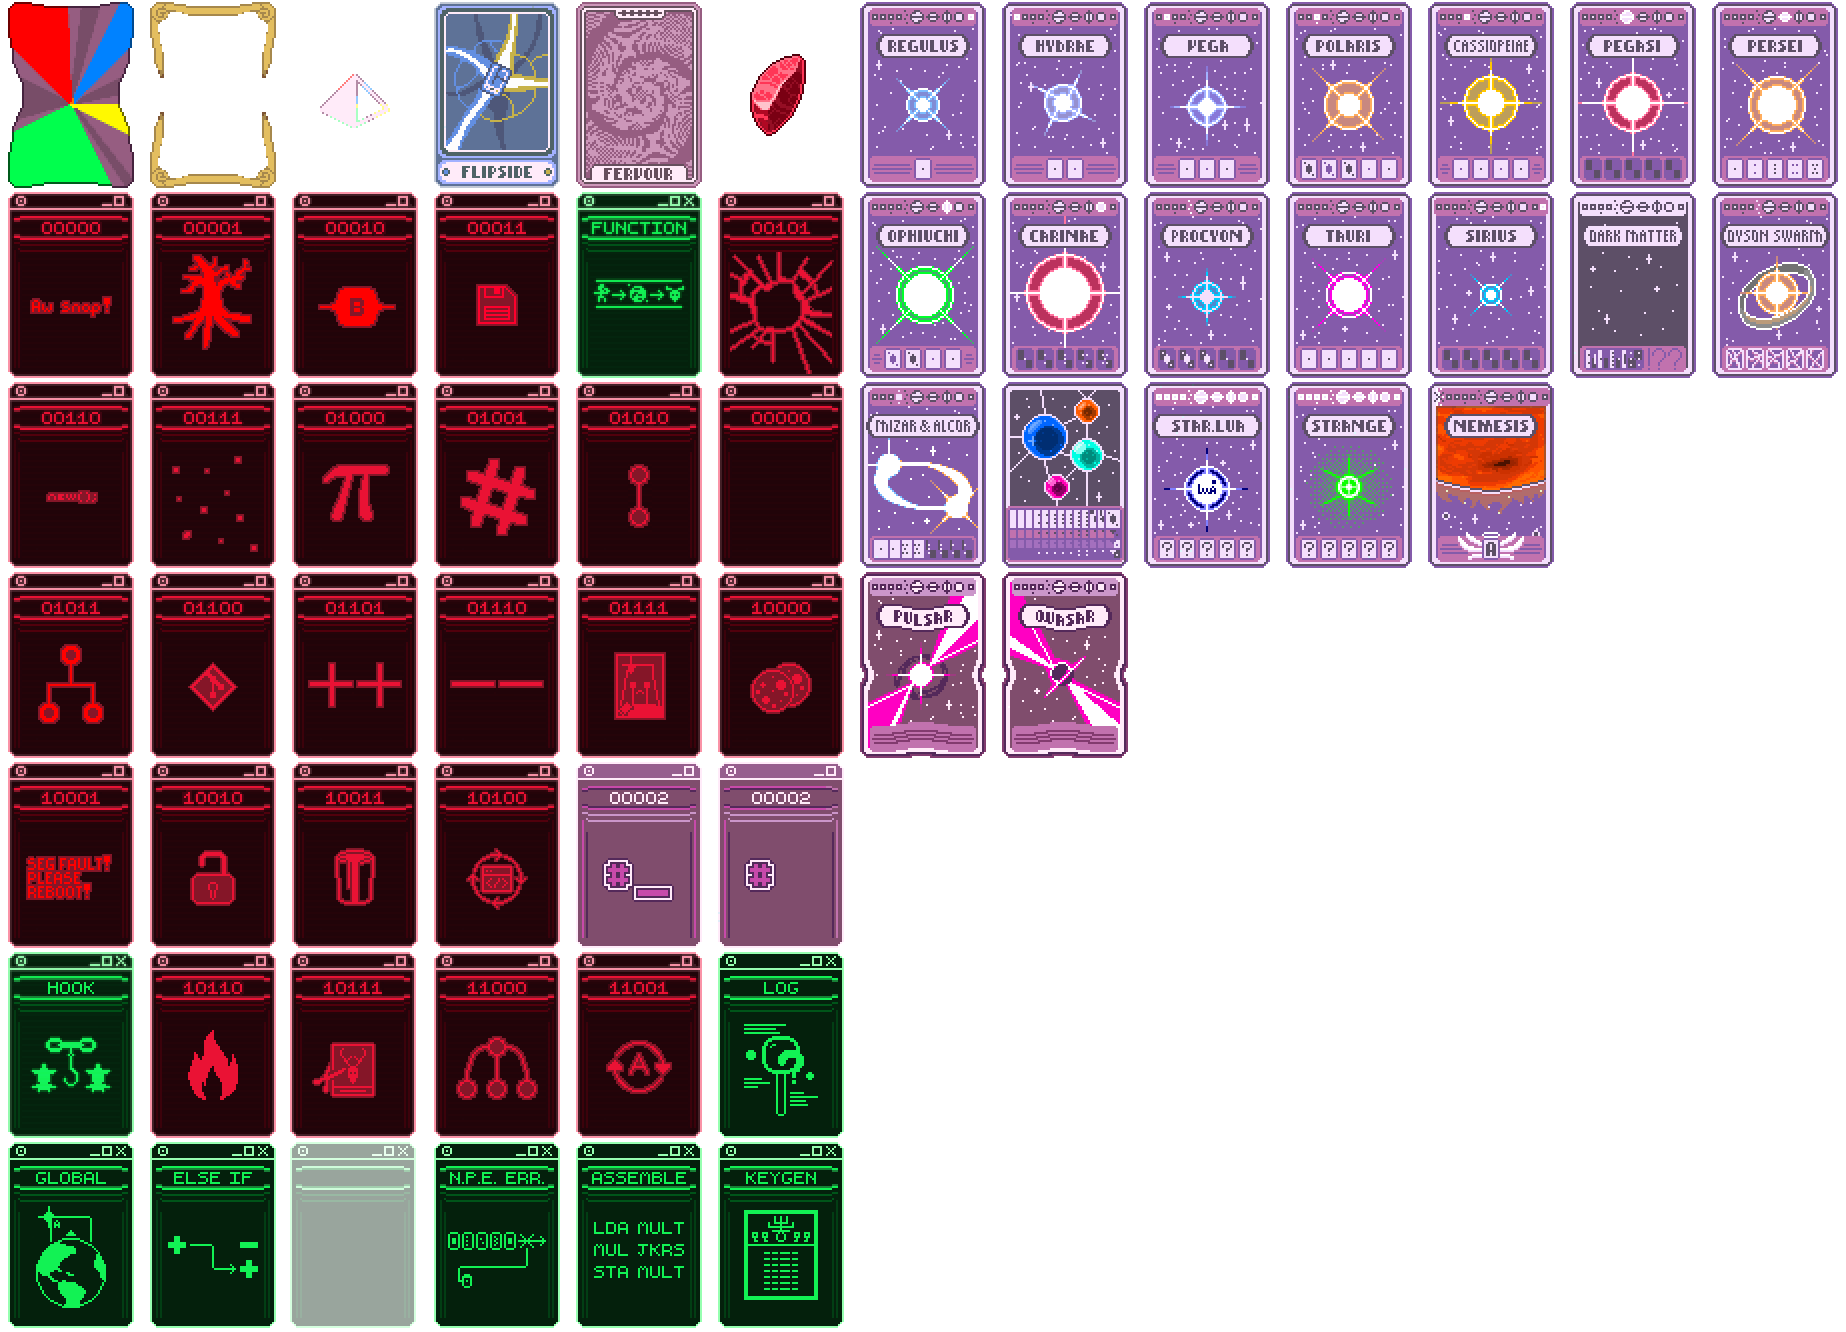 FLIPSIDE
FERVOUR
REGULUS
HYDRAE
VEGA
POLARIS
CASSIOPEIAE
PEGASI
PERSEI
00000
00001
00010
00011
FUNCTION
00101
OPHIUCHI
CARINAE
PROCYON
TAURI
SIRIUS
DARK MATTER
DYSON SWARM
Aw Snap!
B
00110
00111
01000
01001
01010
00000
MIZAR & ALCOR
STAR.LUA
STRANGE
NEMESIS
new();
π
#
LUA
? ? ? ? ?
? ? ? ? ?
A
01011
01100
01101
01110
01111
10000
PULSAR
QUASAR
10001
10010
10011
10100
00002
00002
SEG FAULT!
PLEASE
REBOOT!
</>
#
#
HOOK
10110
10111
11000
11001
LOG
A
GLOBAL
ELSE IF
N.P.E. ERR.
ASSEMBLE
KEYGEN
A
LDA MULT
MUL JKRS
STA MULT